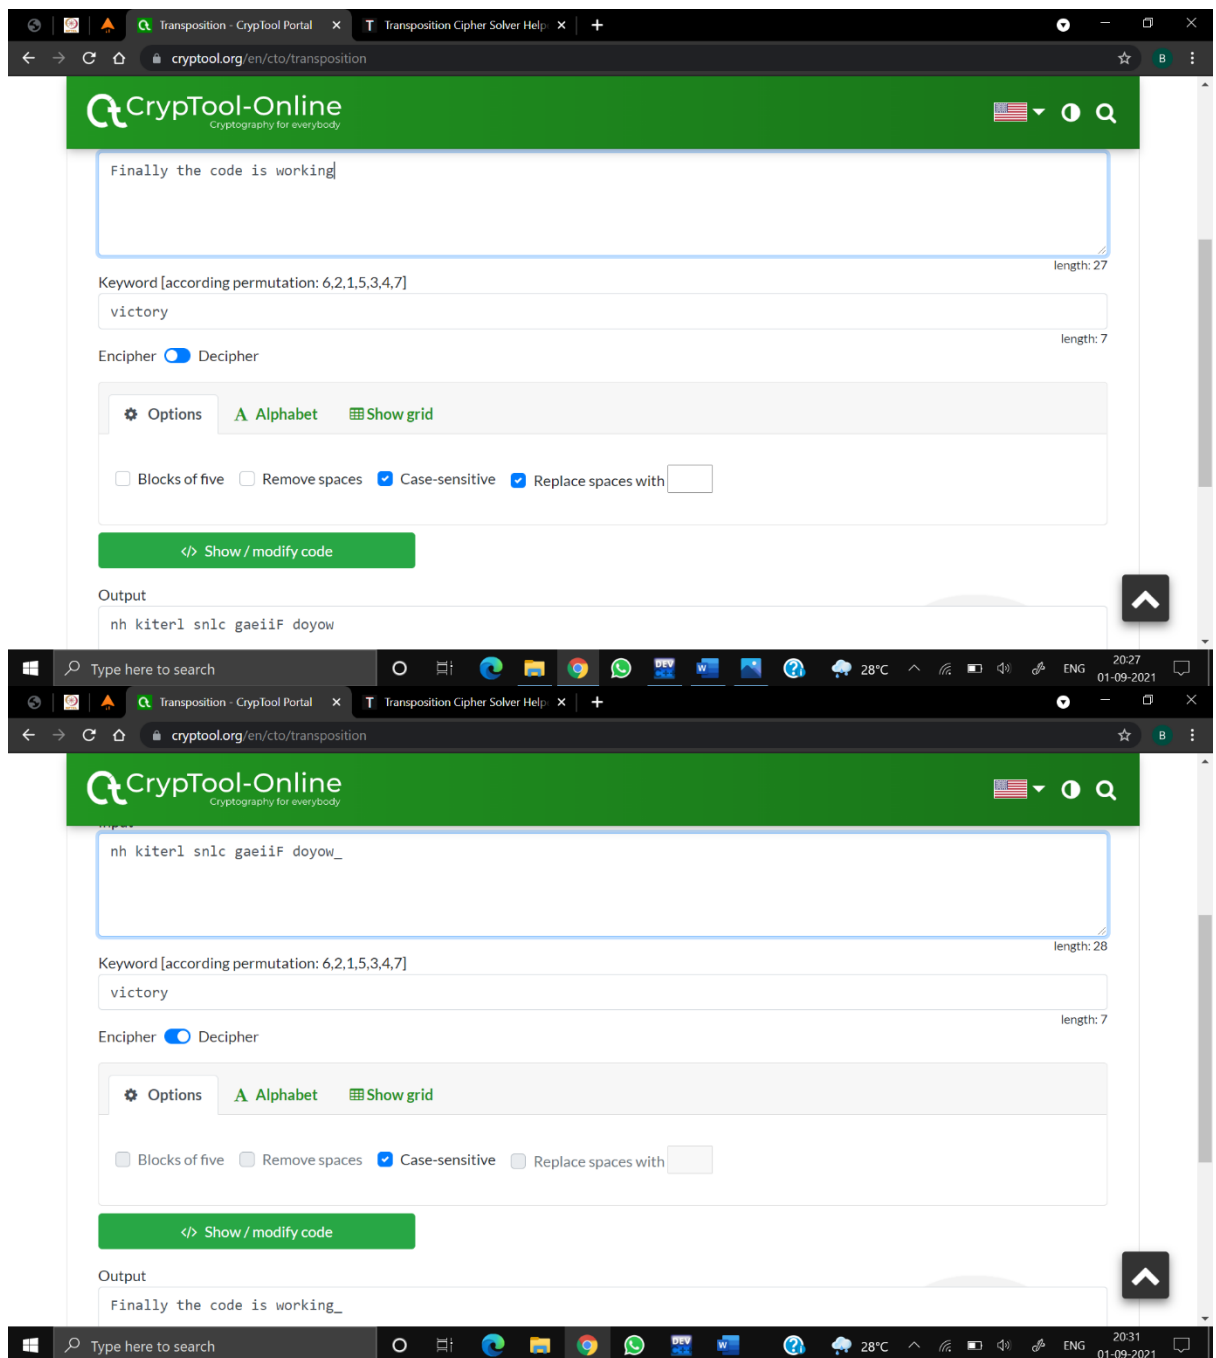 Transposition - CrypTool Portal
Transposition Cipher Solver Help
cryptool.org/en/cto/transposition
B
CrypTool-Online
Cryptography for everybody
Finally the code is working
length: 27
Keyword [according permutation: 6,2,1,5,3,4,7]
victory
length: 7
Encipher Decipher
Options A Alphabet Show grid
Blocks of five Remove spaces Case-sensitive Replace spaces with
</> Show / modify code
Output
nh kiterl snlc gaeiiF doyow
Type here to search DEV 28°C ENG 20:27
01-09-2021
Transposition - CrypTool Portal
Transposition Cipher Solver Help
cryptool.org/en/cto/transposition
B
CrypTool-Online
Cryptography for everybody
Input
nh kiterl snlc gaeiiF doyow_
length: 28
Keyword [according permutation: 6,2,1,5,3,4,7]
victory
length: 7
Encipher Decipher
Options A Alphabet Show grid
Blocks of five Remove spaces Case-sensitive Replace spaces with
</> Show / modify code
Output
Finally the code is working_
Type here to search DEV 28°C ENG 20:31
01-09-2021